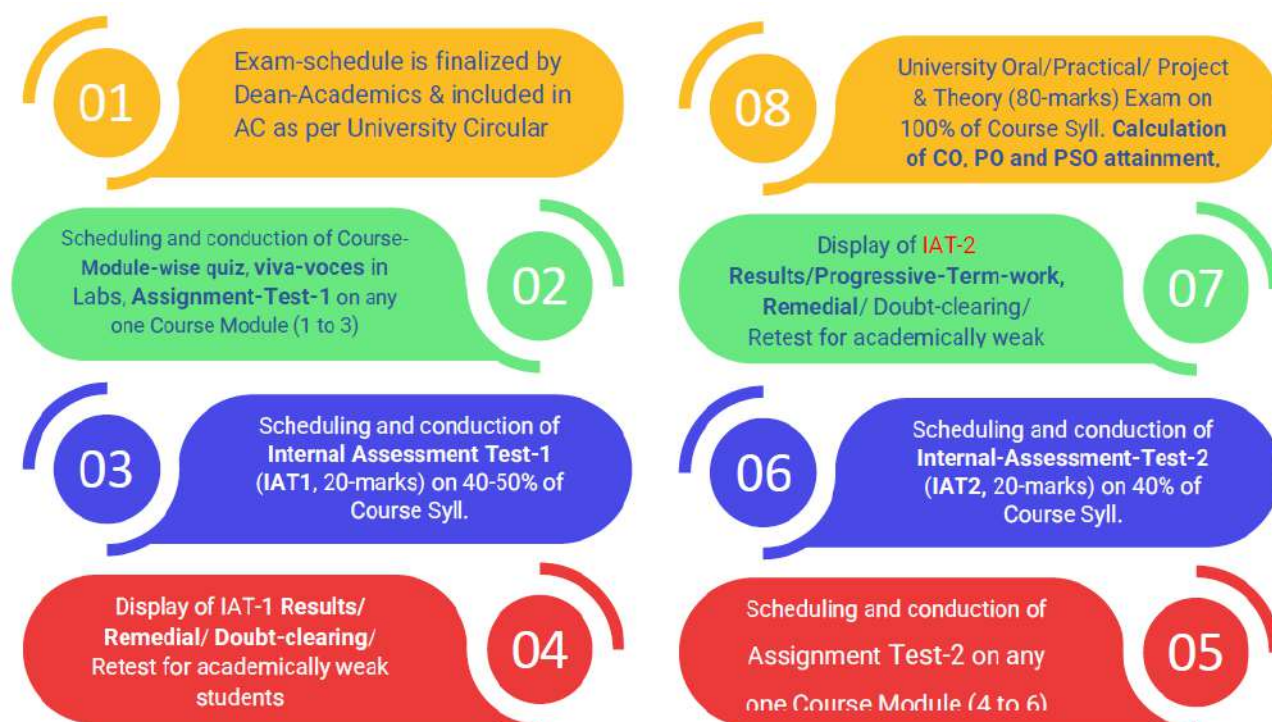 01
Exam-schedule is finalized by
Dean-Academics & included in
AC as per University Circular
Scheduling and conduction of Course-
Module-wise quiz, viva-voces in
Labs, Assignment-Test-1 on any
one Course Module (1 to 3)
02
03
Scheduling and conduction of
Internal Assessment Test-1
(IAT1, 20-marks) on 40-50% of
Course Syll.
Display of IAT-1 Results/
Remedial/ Doubt-clearing/
Retest for academically weak
students
04
Scheduling and conduction of
Assignment Test-2 on any
one Course Module (4 to 6)
05
06
Scheduling and conduction of
Internal-Assessment-Test-2
(IAT2, 20-marks) on 40% of
Course Syll.
Display of IAT-2
Results/Progressive-Term-work,
Remedial/ Doubt-clearing/
Retest for academically weak
07
08
University Oral/Practical/ Project
& Theory (80-marks) Exam on
100% of Course Syll. Calculation
of CO, PO and PSO attainment.